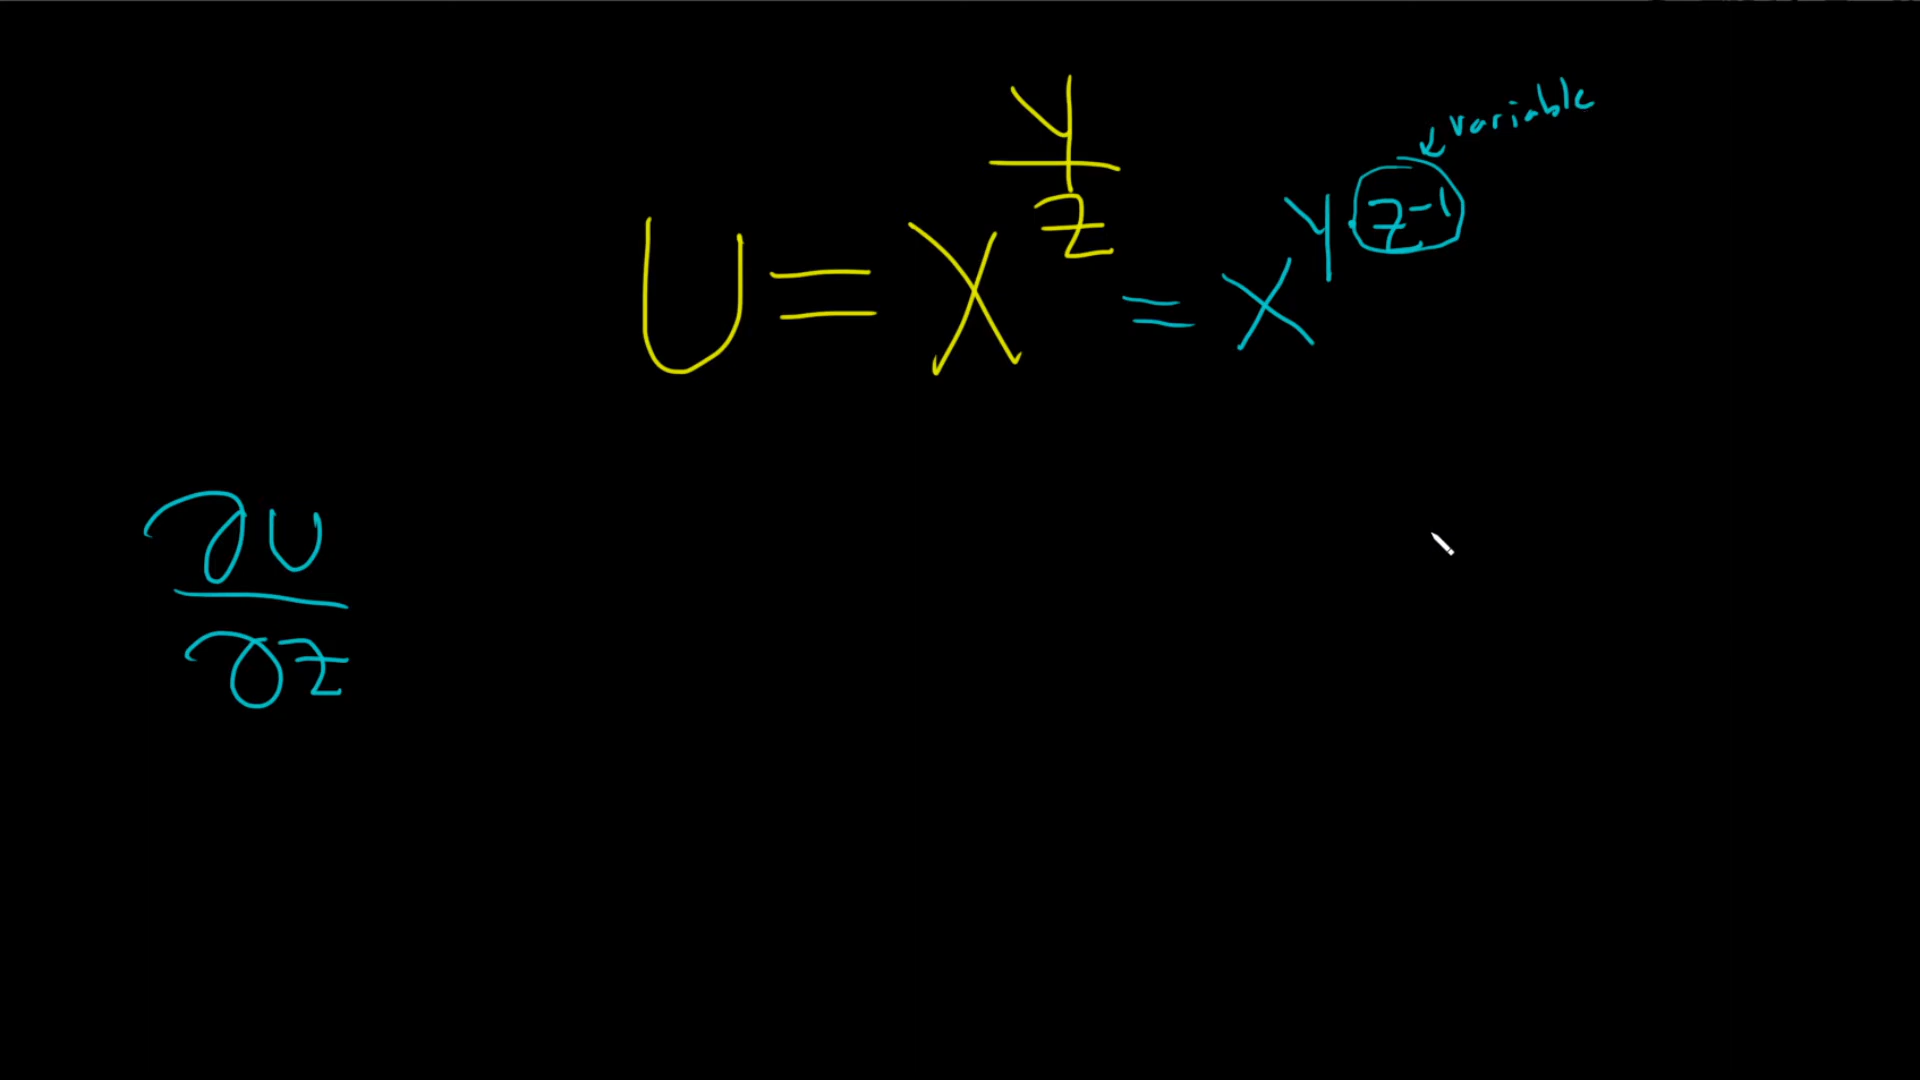 variable
U = x^{y/z} = x^{y·z^{-1}}
∂U/∂z